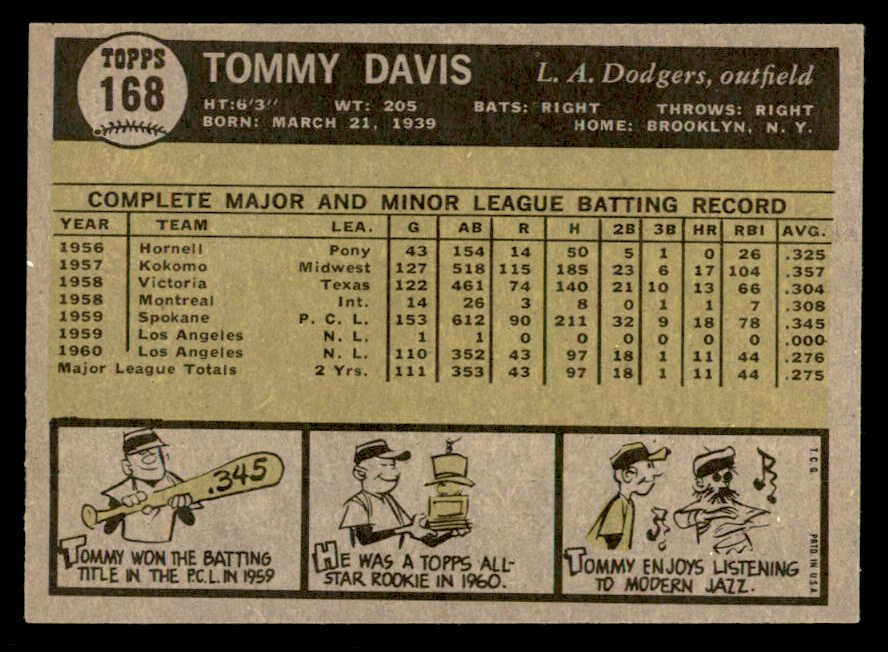 TOPPS
168
TOMMY DAVIS L. A. Dodgers, outfield
HT: 6'3" WT: 205 BATS: RIGHT THROWS: RIGHT
BORN: MARCH 21, 1939 HOME: BROOKLYN, N. Y.
COMPLETE MAJOR AND MINOR LEAGUE BATTING RECORD
YEAR TEAM LEA. G AB R H 2B 3B HR RBI AVG.
1956 Hornell Pony 43 154 14 50 5 1 0 26 .325
1957 Kokomo Midwest 127 518 115 185 23 6 17 104 .357
1958 Victoria Texas 122 461 74 140 21 10 13 66 .304
1958 Montreal Int. 14 26 3 8 0 1 1 7 .308
1959 Spokane P. C. L. 153 612 90 211 32 9 18 78 .345
1959 Los Angeles N. L. 1 1 0 0 0 0 0 0 .000
1960 Los Angeles N. L. 110 352 43 97 18 1 11 44 .276
Major League Totals 2 Yrs. 111 353 43 97 18 1 11 44 .275
.345
TOMMY WON THE BATTING
TITLE IN THE P.C.L. IN 1959
HE WAS A TOPPS ALL-
STAR ROOKIE IN 1960.
TOMMY ENJOYS LISTENING
TO MODERN JAZZ.
T. C. G. PRTD. IN U.S.A.